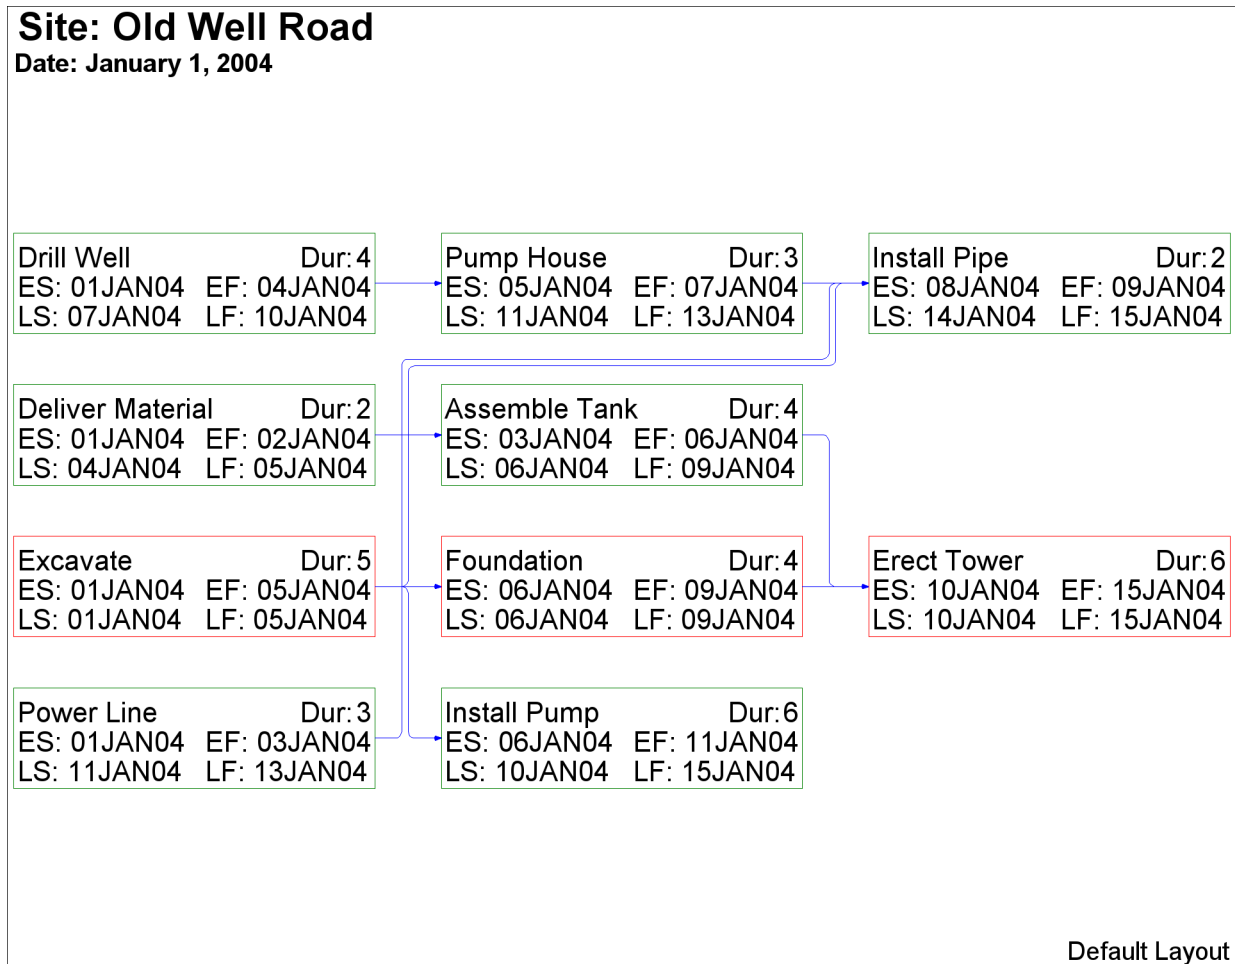 Site: Old Well Road
Date: January 1, 2004
Drill Well Dur: 4
ES: 01JAN04 EF: 04JAN04
LS: 07JAN04 LF: 10JAN04
Pump House Dur: 3
ES: 05JAN04 EF: 07JAN04
LS: 11JAN04 LF: 13JAN04
Install Pipe Dur: 2
ES: 08JAN04 EF: 09JAN04
LS: 14JAN04 LF: 15JAN04
Deliver Material Dur: 2
ES: 01JAN04 EF: 02JAN04
LS: 04JAN04 LF: 05JAN04
Assemble Tank Dur: 4
ES: 03JAN04 EF: 06JAN04
LS: 06JAN04 LF: 09JAN04
Excavate Dur: 5
ES: 01JAN04 EF: 05JAN04
LS: 01JAN04 LF: 05JAN04
Foundation Dur: 4
ES: 06JAN04 EF: 09JAN04
LS: 06JAN04 LF: 09JAN04
Erect Tower Dur: 6
ES: 10JAN04 EF: 15JAN04
LS: 10JAN04 LF: 15JAN04
Power Line Dur: 3
ES: 01JAN04 EF: 03JAN04
LS: 11JAN04 LF: 13JAN04
Install Pump Dur: 6
ES: 06JAN04 EF: 11JAN04
LS: 10JAN04 LF: 15JAN04
Default Layout